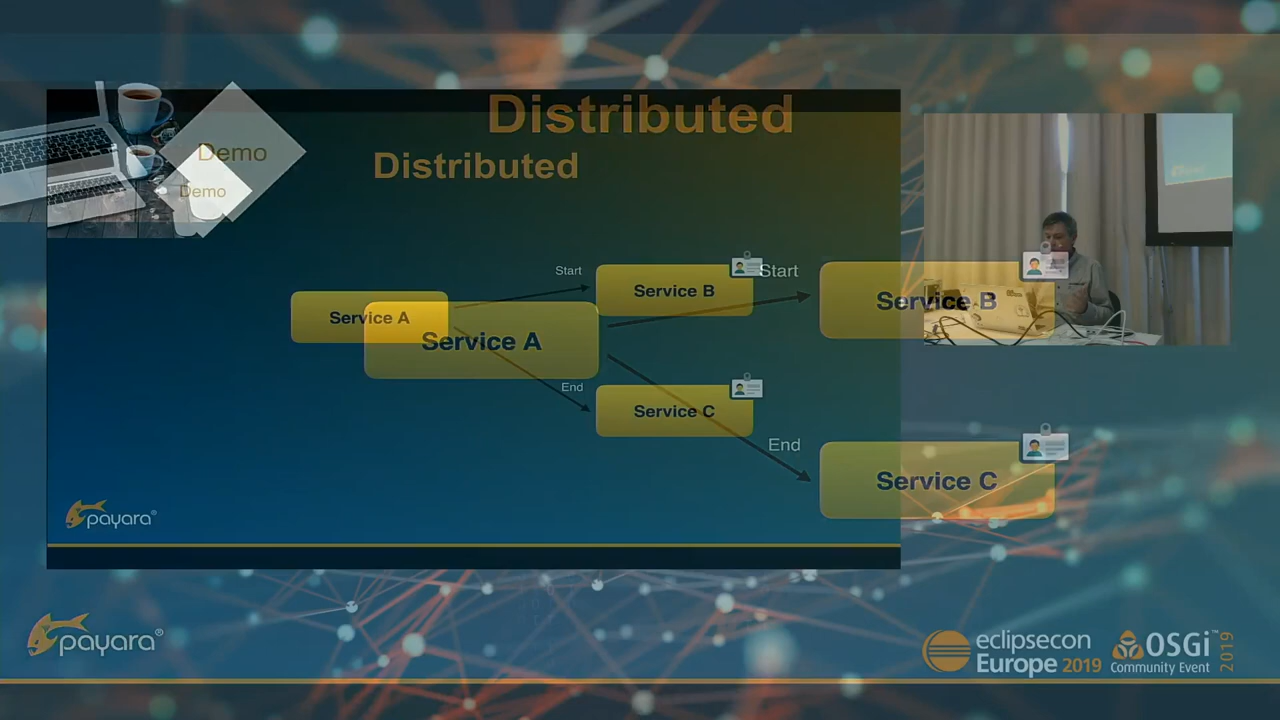 Distributed
Demo
Distributed
Demo
Start
Start
Service B
Service B
Service A
Service A
End
Service C
End
Service C
payara®
payara®
eclipsecon
Europe 2019
OSGi™
Community Event
2019